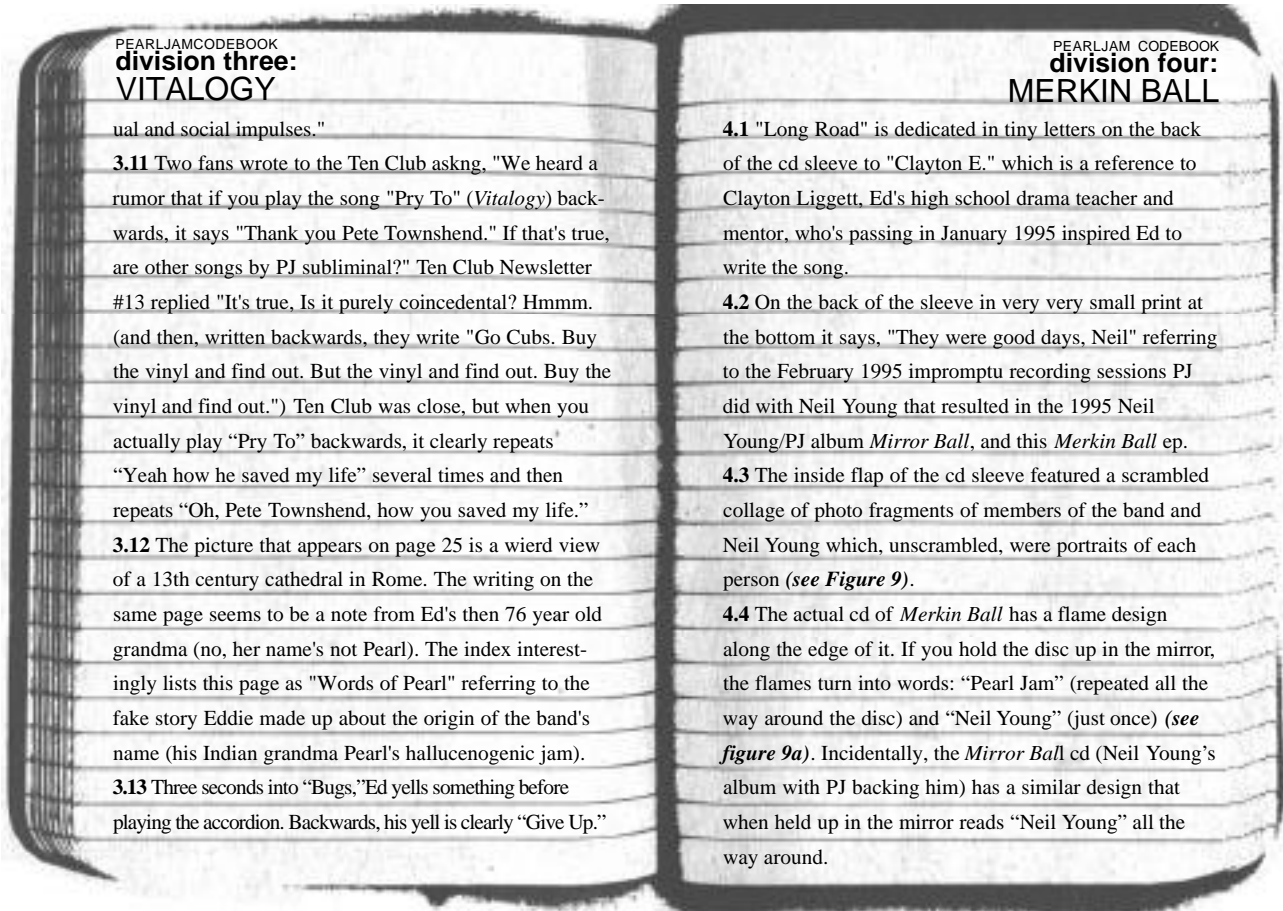 PEARLJAMCODEBOOK
division three:
VITALOGY
ual and social impulses."
3.11 Two fans wrote to the Ten Club askng, "We heard a
rumor that if you play the song "Pry To" (Vitalogy) back-
wards, it says "Thank you Pete Townshend." If that's true,
are other songs by PJ subliminal?" Ten Club Newsletter
#13 replied "It's true, Is it purely coincedental? Hmmm.
(and then, written backwards, they write "Go Cubs. Buy
the vinyl and find out. But the vinyl and find out. Buy the
vinyl and find out.") Ten Club was close, but when you
actually play “Pry To” backwards, it clearly repeats
“Yeah how he saved my life” several times and then
repeats “Oh, Pete Townshend, how you saved my life.”
3.12 The picture that appears on page 25 is a wierd view
of a 13th century cathedral in Rome. The writing on the
same page seems to be a note from Ed's then 76 year old
grandma (no, her name's not Pearl). The index interest-
ingly lists this page as "Words of Pearl" referring to the
fake story Eddie made up about the origin of the band's
name (his Indian grandma Pearl's hallucenogenic jam).
3.13 Three seconds into “Bugs,”Ed yells something before
playing the accordion. Backwards, his yell is clearly “Give Up.”
PEARLJAM CODEBOOK
division four:
MERKIN BALL
4.1 "Long Road" is dedicated in tiny letters on the back
of the cd sleeve to "Clayton E." which is a reference to
Clayton Liggett, Ed's high school drama teacher and
mentor, who's passing in January 1995 inspired Ed to
write the song.
4.2 On the back of the sleeve in very very small print at
the bottom it says, "They were good days, Neil" referring
to the February 1995 impromptu recording sessions PJ
did with Neil Young that resulted in the 1995 Neil
Young/PJ album Mirror Ball, and this Merkin Ball ep.
4.3 The inside flap of the cd sleeve featured a scrambled
collage of photo fragments of members of the band and
Neil Young which, unscrambled, were portraits of each
person (see Figure 9).
4.4 The actual cd of Merkin Ball has a flame design
along the edge of it. If you hold the disc up in the mirror,
the flames turn into words: “Pearl Jam” (repeated all the
way around the disc) and “Neil Young” (just once) (see
figure 9a). Incidentally, the Mirror Ball cd (Neil Young’s
album with PJ backing him) has a similar design that
when held up in the mirror reads “Neil Young” all the
way around.